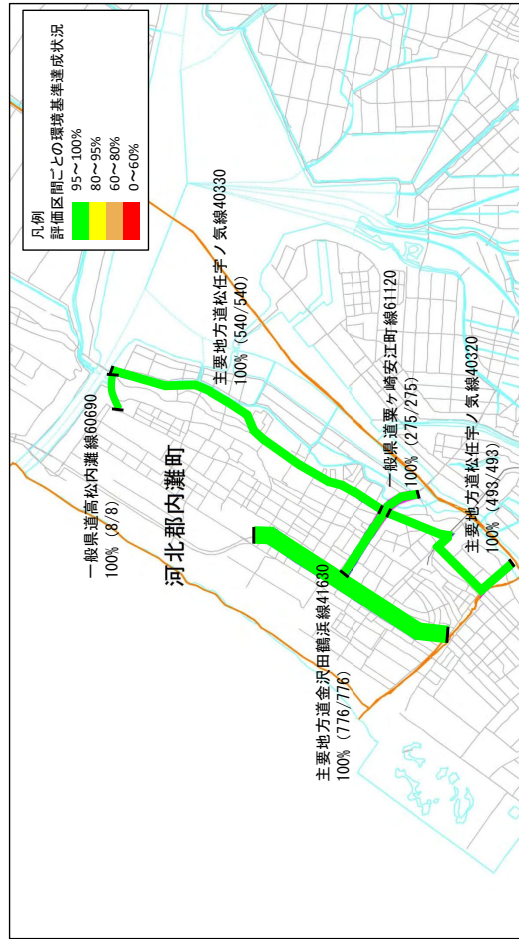 凡例
評価区間ごとの環境基準達成状況
95～100%
80～95%
60～80%
0～60%
一般県道高松内灘線60690
100% (8/8)
河北郡内灘町
主要地方道松任宇ノ気線40330
100% (540/540)
主要地方道金沢田鶴浜線41630
100% (776/776)
一般県道粟ヶ崎安江町線61120
100% (275/275)
主要地方道松任宇ノ気線40320
100% (493/493)